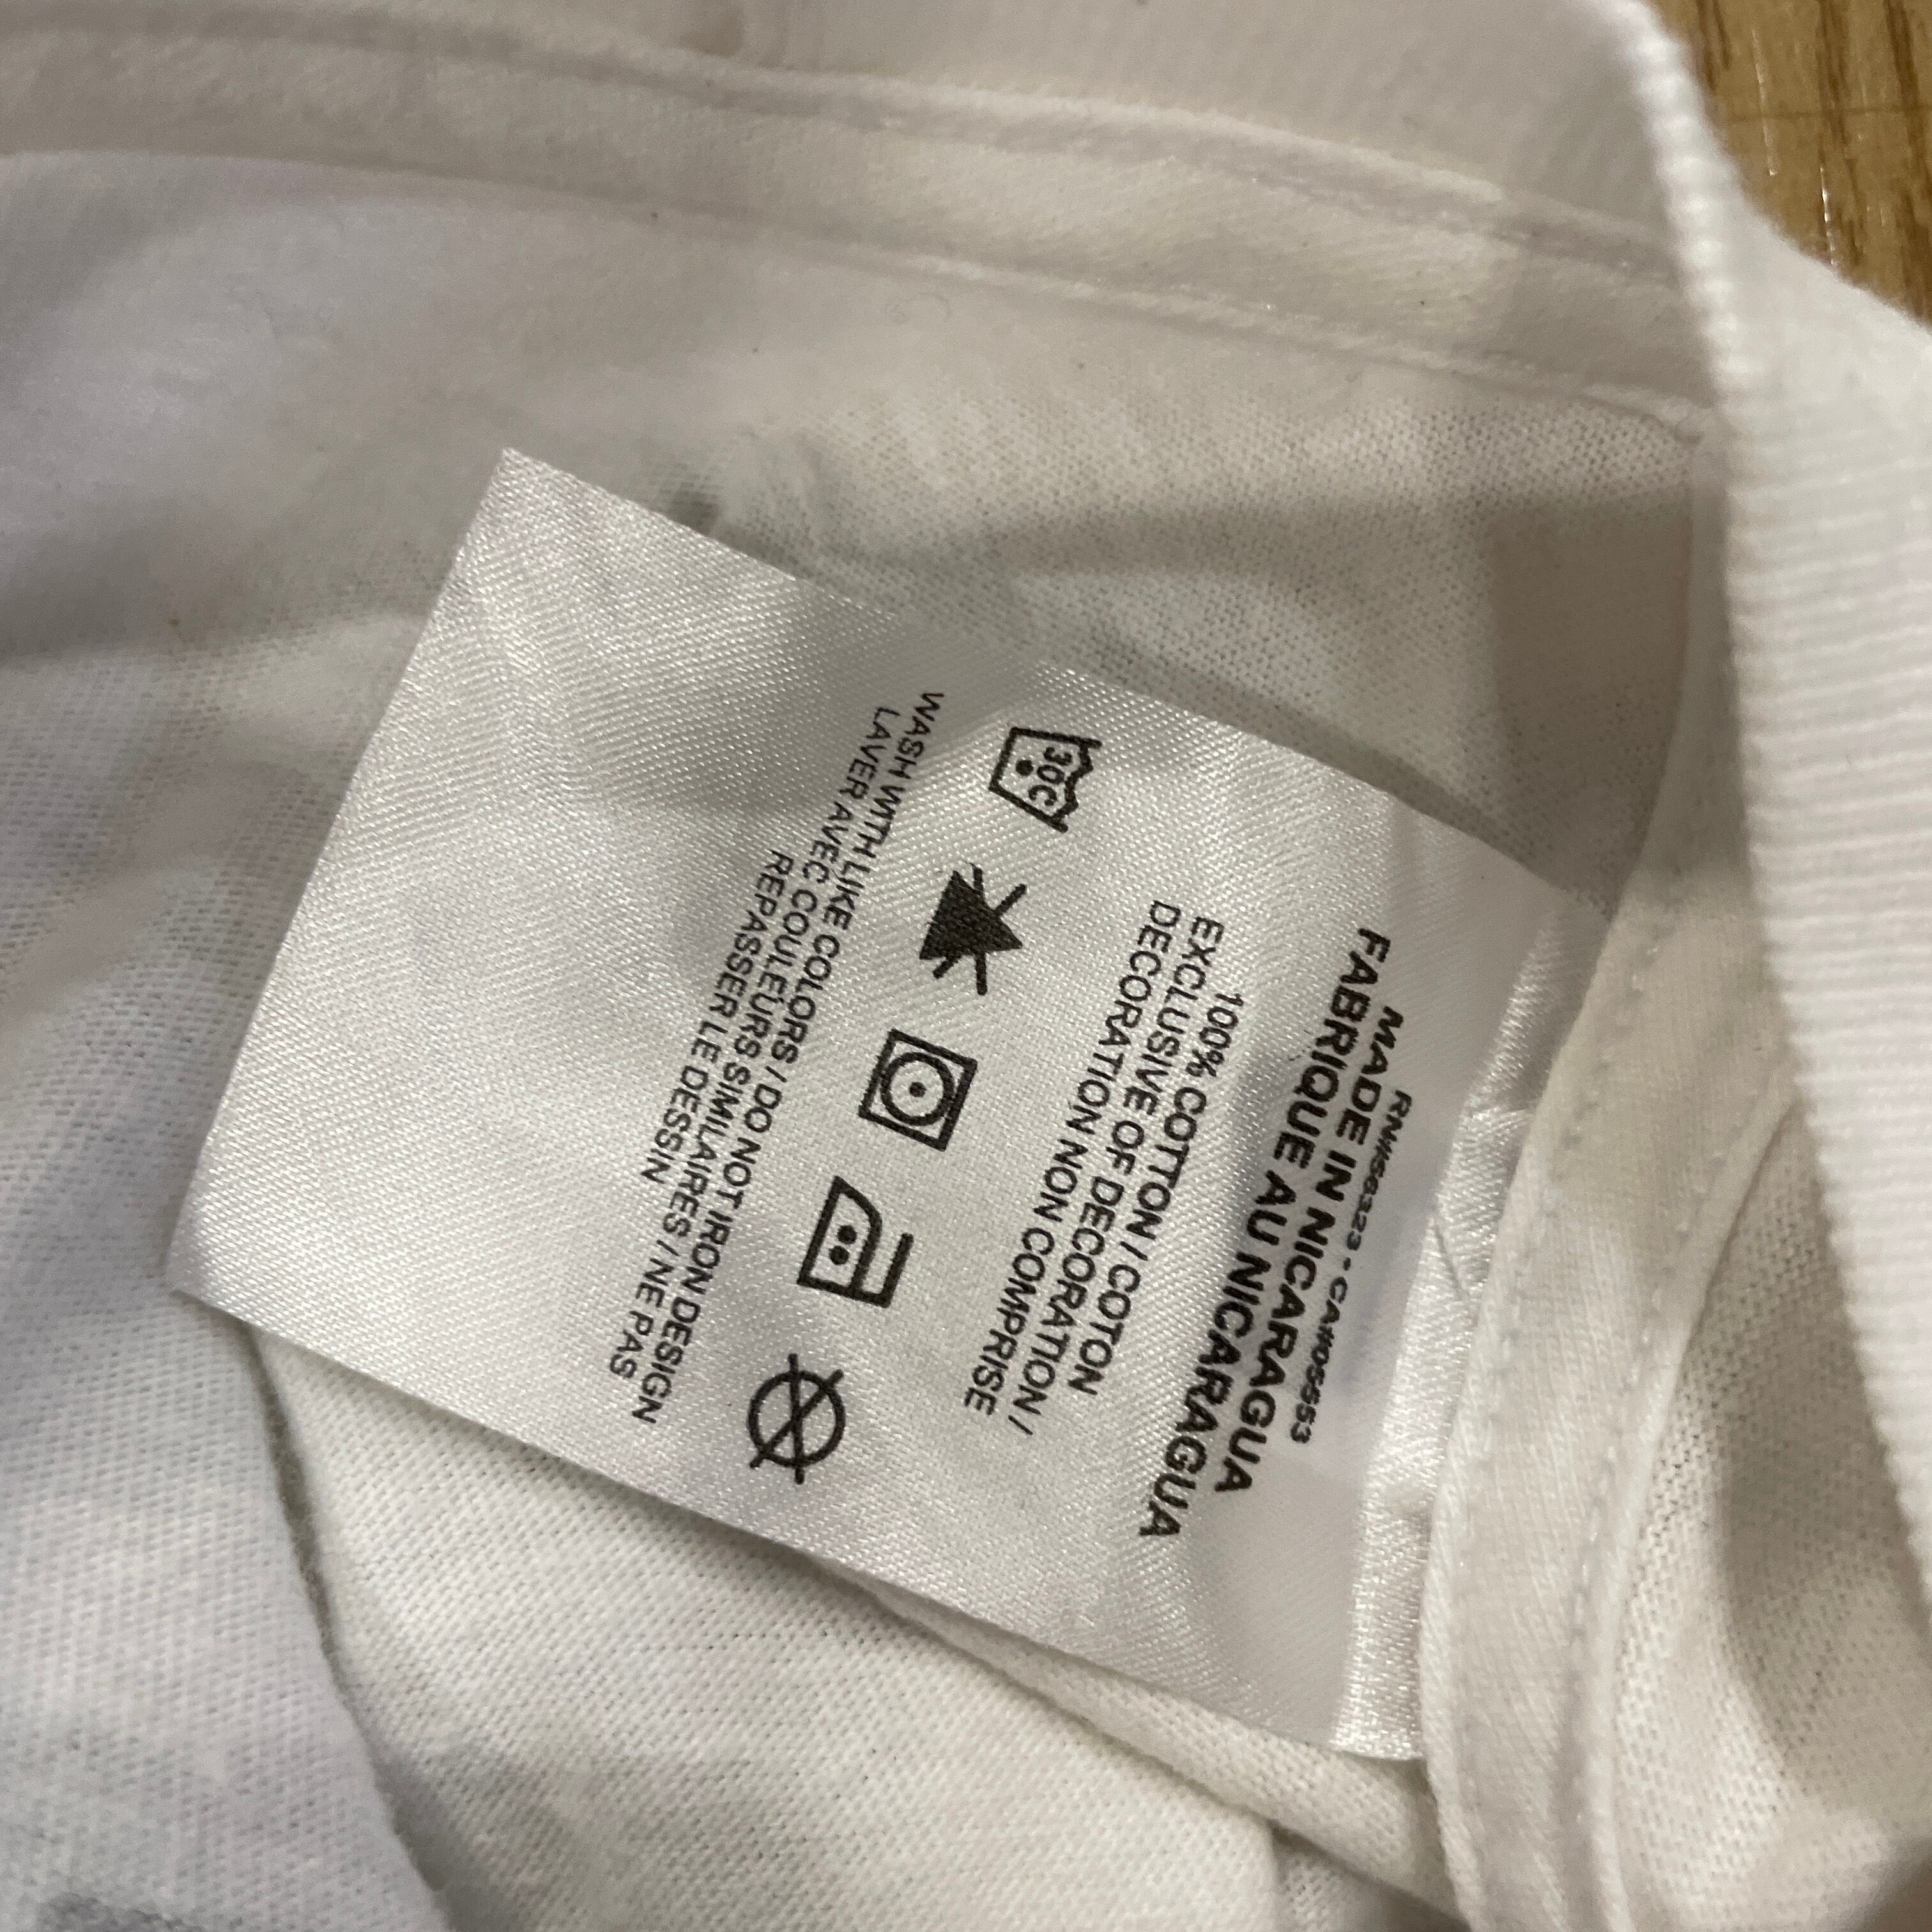 RN#56323 - CA#05553
MADE IN NICARAGUA
FABRIQUE AU NICARAGUA
100% COTTON / COTON
EXCLUSIVE OF DECORATION /
DECORATION NON COMPRISE
30C
WASH WITH LIKE COLORS / DO NOT IRON DESIGN
LAVER AVEC COULEURS SIMILAIRES / NE PAS
REPASSER LE DESSIN